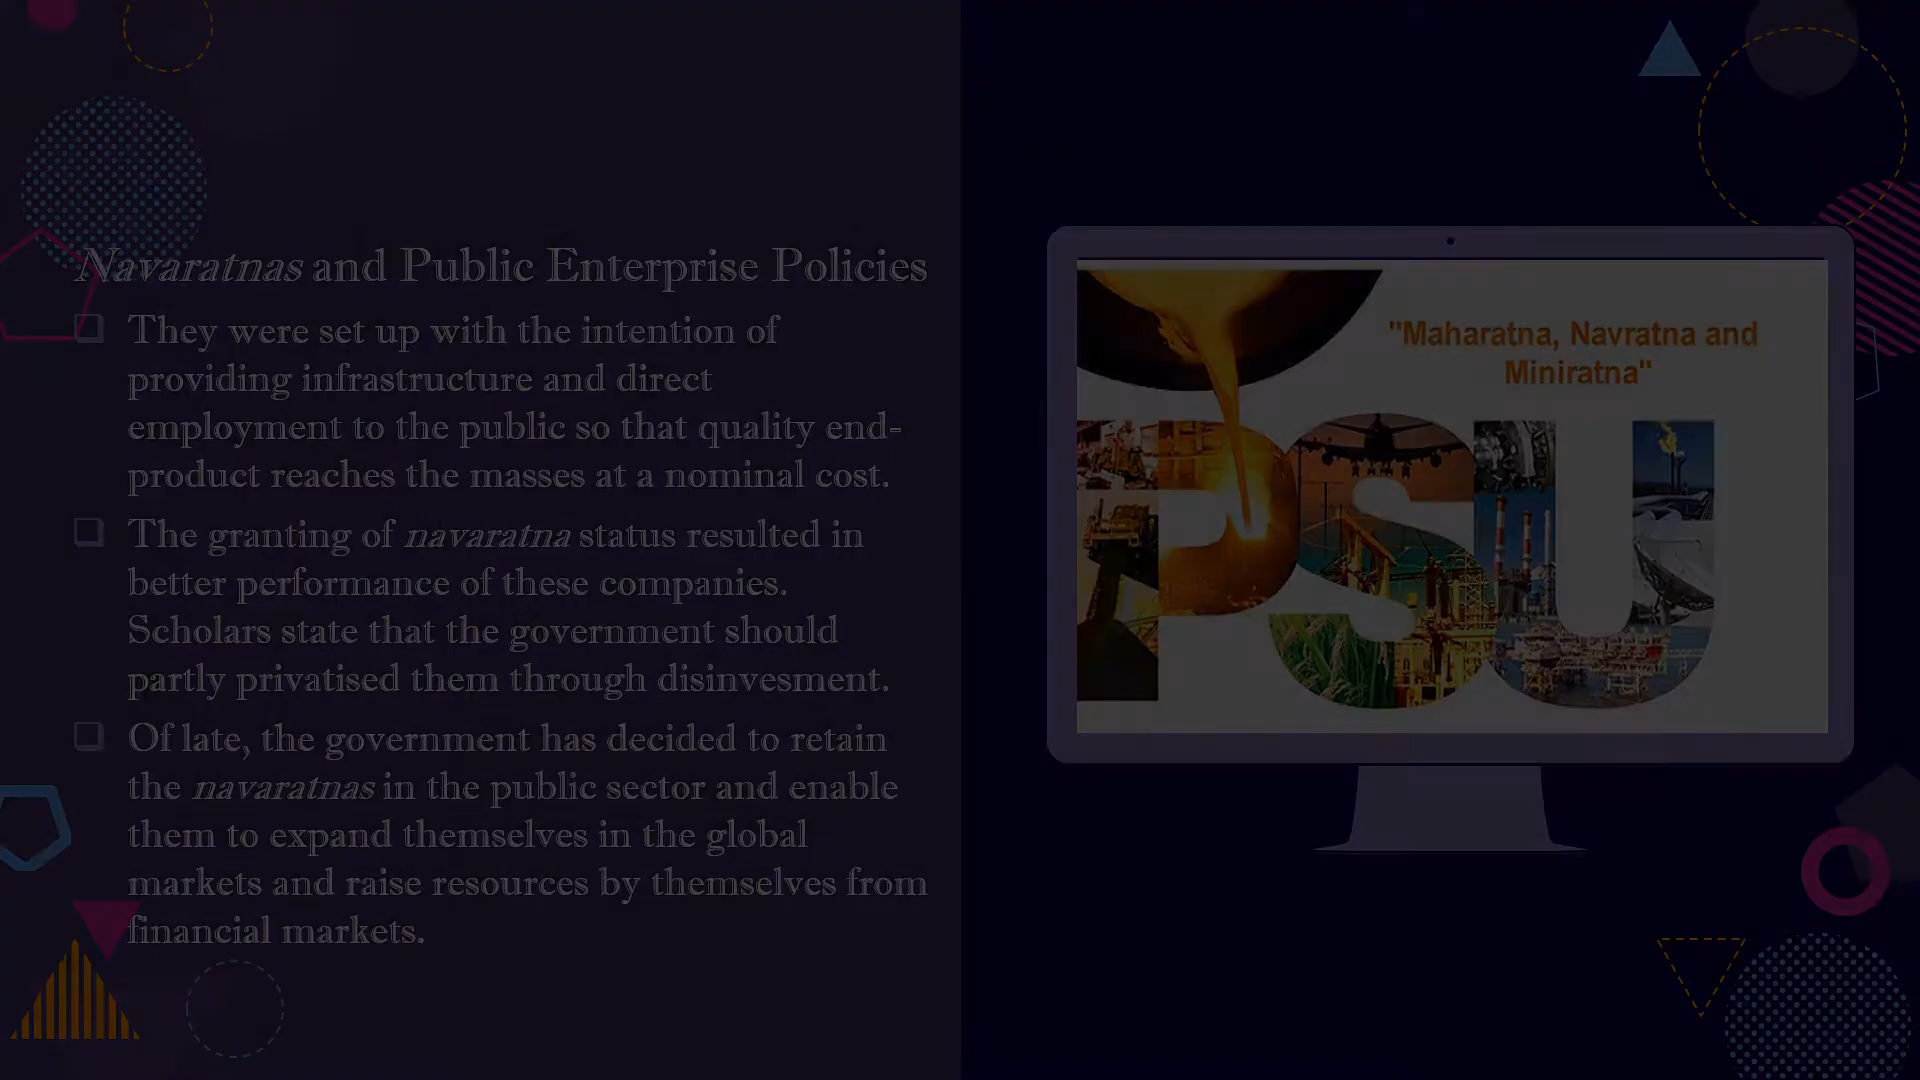 Navaratnas and Public Enterprise Policies
They were set up with the intention of
providing infrastructure and direct
employment to the public so that quality end-
product reaches the masses at a nominal cost.
The granting of navaratna status resulted in
better performance of these companies.
Scholars state that the government should
partly privatised them through disinvesment.
Of late, the government has decided to retain
the navaratnas in the public sector and enable
them to expand themselves in the global
markets and raise resources by themselves from
financial markets.
"Maharatna, Navratna and
Miniratna"
PSU